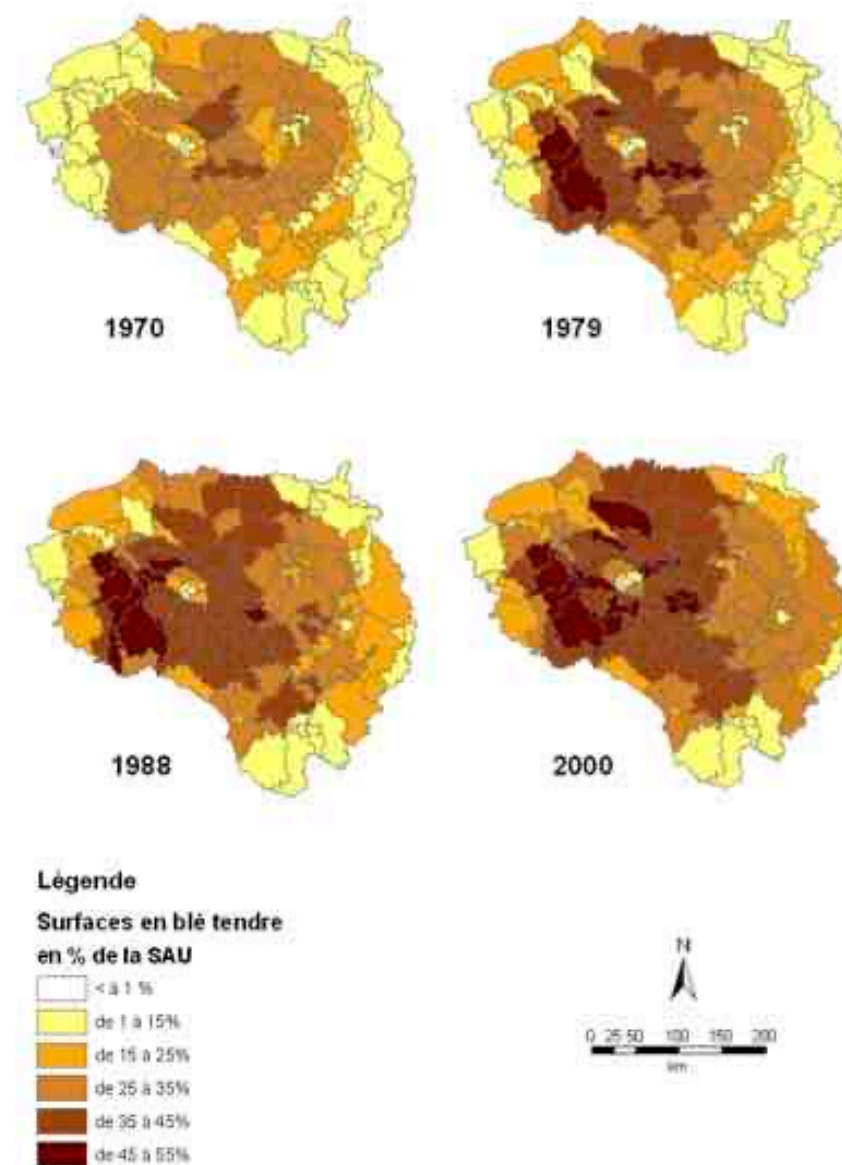 1970
1979
1988
2000
Légende
Surfaces en blé tendre
en % de la SAU
< à 1 %
de 1 à 15%
de 15 à 25%
de 25 à 35%
de 35 à 45%
de 45 à 55%
N
0 25 50 100 150 200
km